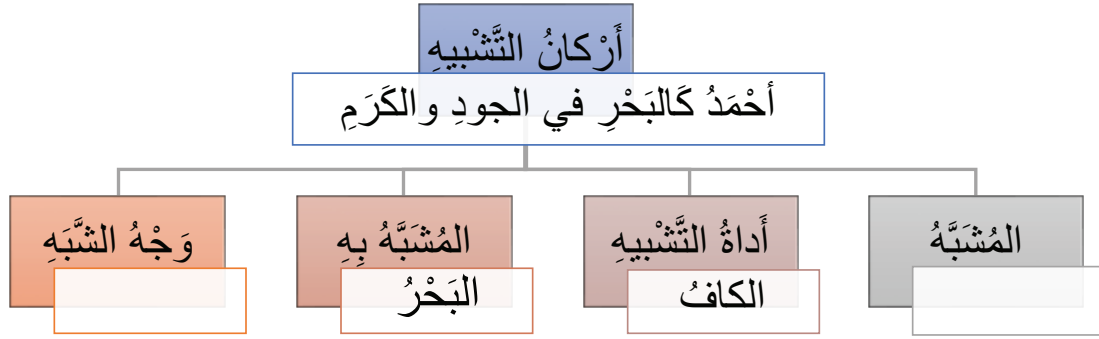 أَرْكانُ التَّشْبيهِ
أحْمَدُ كَالبَحْرِ في الجودِ والكَرَمِ
المُشَبَّهُ
أَداةُ التَّشْبيهِ
الكافُ
المُشَبَّهُ بِهِ
البَحْرُ
وَجْهُ الشَّبَهِ